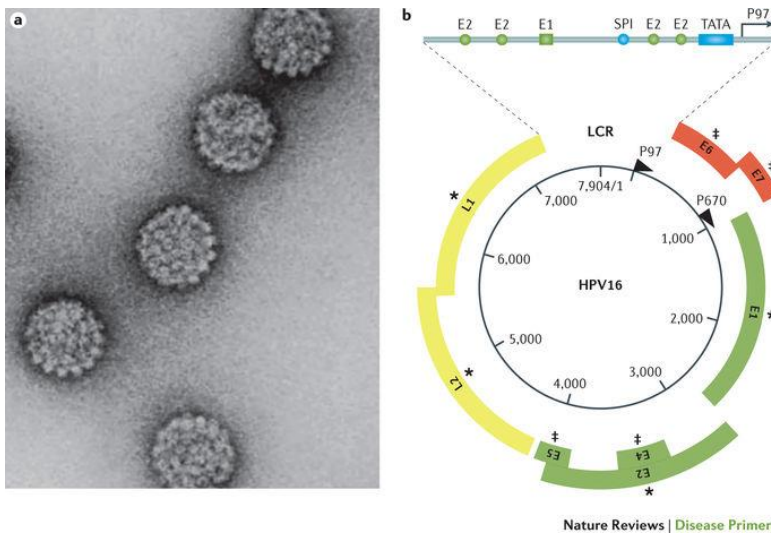 a
b
E2 E2 E1 SPI E2 E2 TATA P97
LCR
‡
E6
‡
E7
P97
7,904/1
P670
1,000
*
E1
2,000
3,000
4,000
5,000
6,000
7,000
HPV16
*
L1
*
L2
‡
E5
‡
E4
E2
*
Nature Reviews | Disease Primer